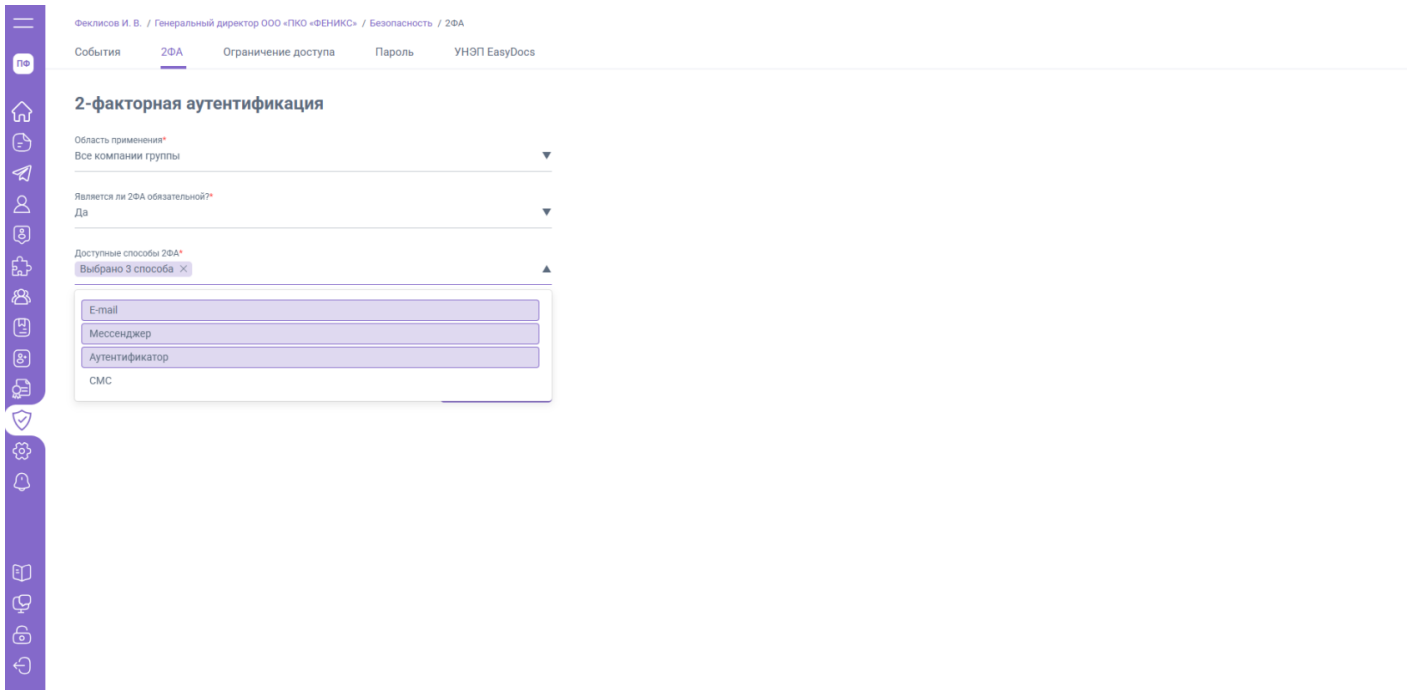 Феклисов И. В. / Генеральный директор ООО «ПКО «ФЕНИКС» / Безопасность / 2ФА
События 2ФА Ограничение доступа Пароль УНЭП EasyDocs
ПФ
2-факторная аутентификация
Область применения*
Все компании группы
Является ли 2ФА обязательной?*
Да
Доступные способы 2ФА*
Выбрано 3 способа ×
E-mail
Мессенджер
Аутентификатор
СМС